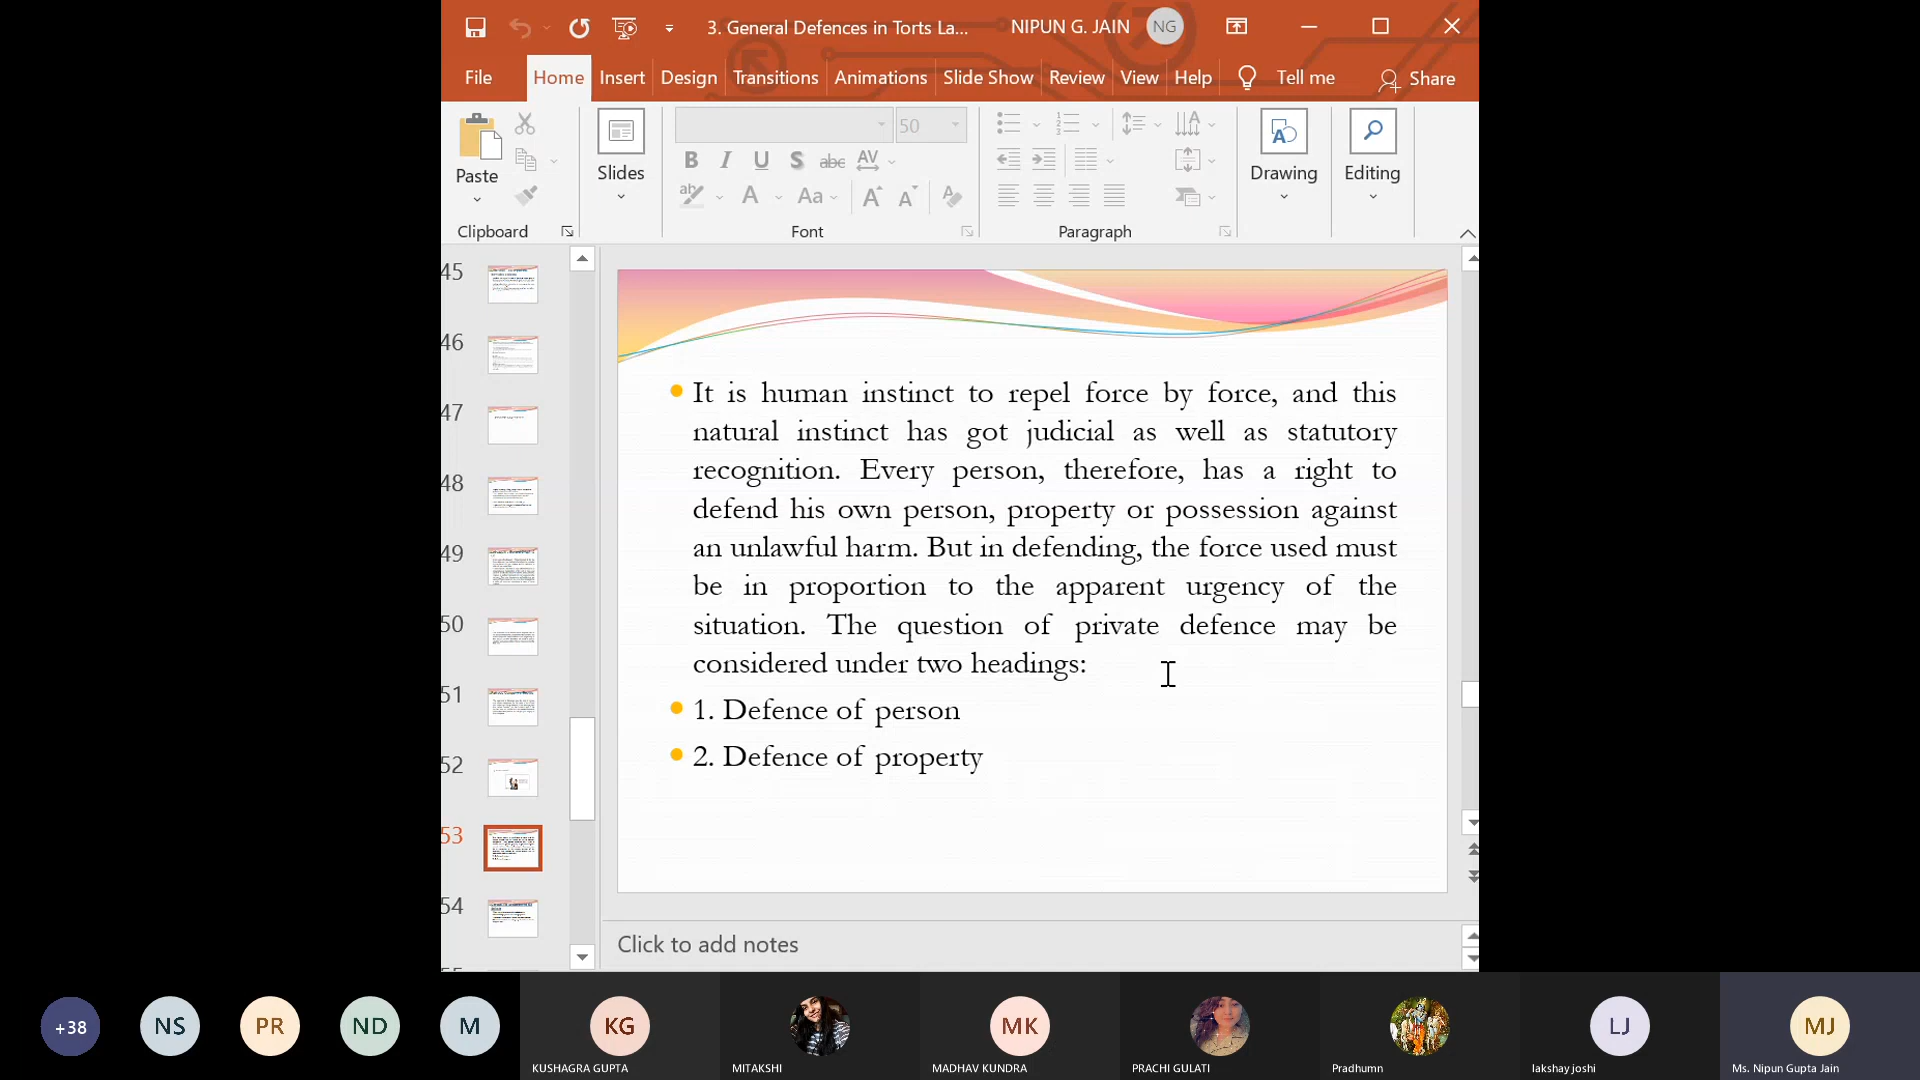 3. General Defences in Torts La...
NIPUN G. JAIN
NG
File
Home
Insert
Design
Transitions
Animations
Slide Show
Review
View
Help
Tell me
Share
Paste
Slides
50
Drawing
Editing
Clipboard
Font
Paragraph
45
46
47
48
49
50
51
52
53
54
It is human instinct to repel force by force, and this
natural instinct has got judicial as well as statutory
recognition. Every person, therefore, has a right to
defend his own person, property or possession against
an unlawful harm. But in defending, the force used must
be in proportion to the apparent urgency of the
situation. The question of private defence may be
considered under two headings:
1. Defence of person
2. Defence of property
Click to add notes
+38
NS
PR
ND
M
KG
KUSHAGRA GUPTA
MITAKSHI
MK
MADHAV KUNDRA
PRACHI GULATI
Pradhumn
LJ
lakshay joshi
MJ
Ms. Nipun Gupta Jain